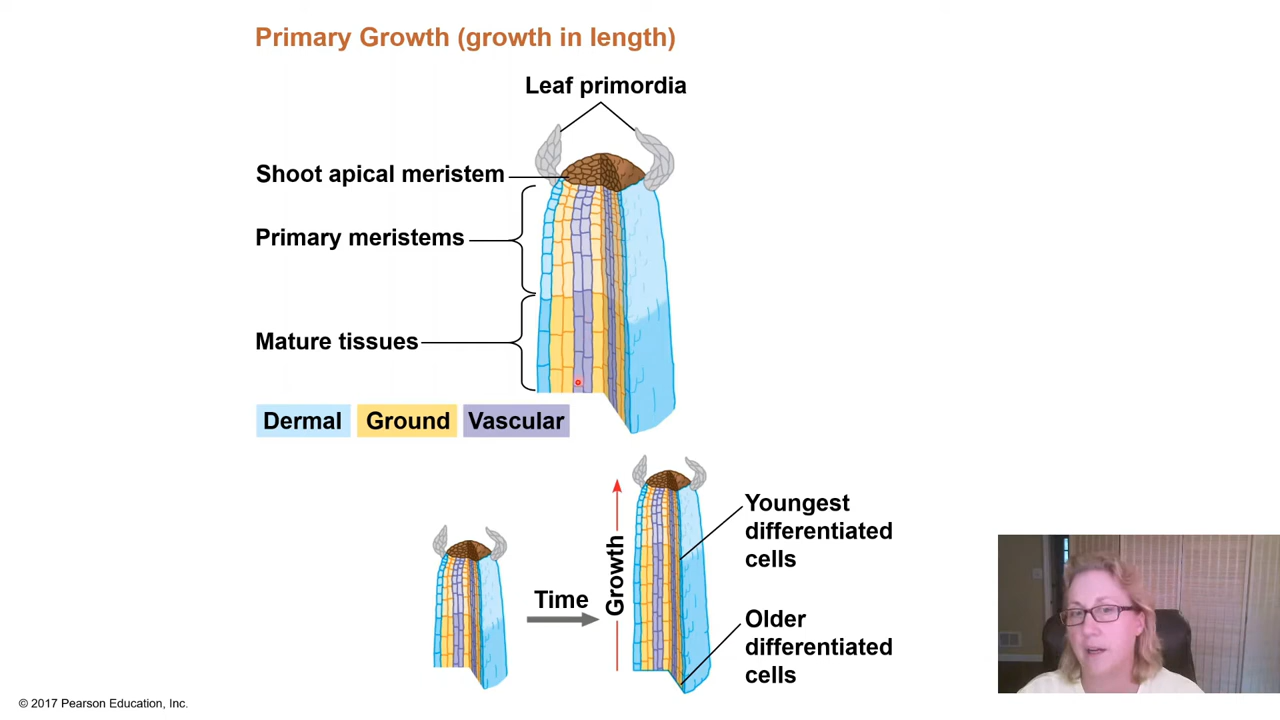 Primary Growth (growth in length)
Leaf primordia
Shoot apical meristem
Primary meristems
Mature tissues
Dermal Ground Vascular
Time
Growth
Youngest
differentiated
cells
Older
differentiated
cells
© 2017 Pearson Education, Inc.